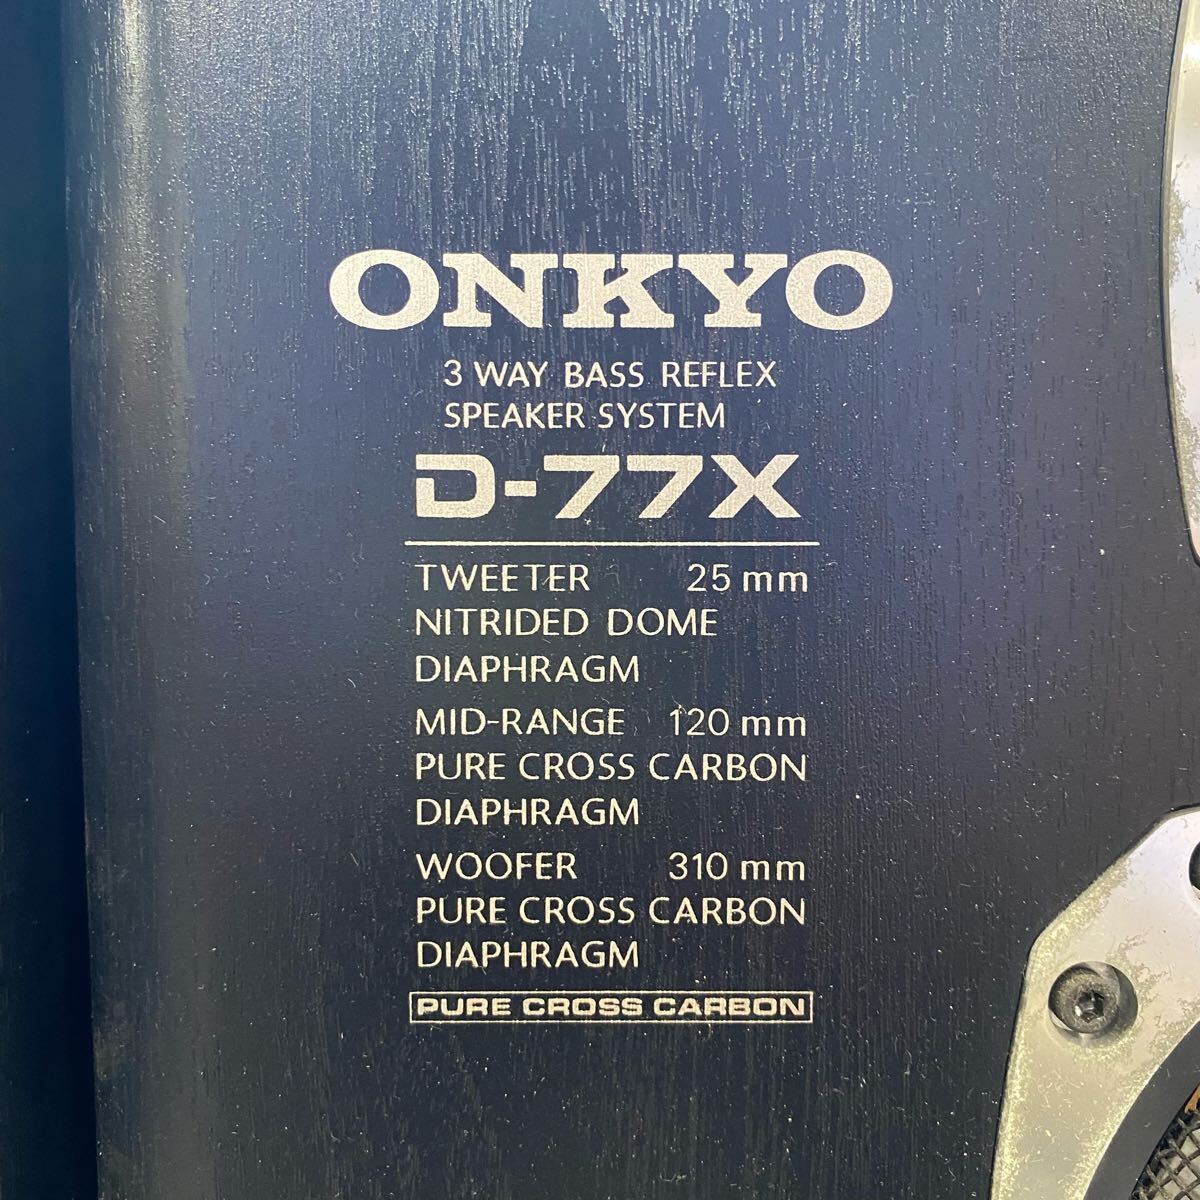 ONKYO
3 WAY BASS REFLEX
SPEAKER SYSTEM
D-77X
TWEETER 25 mm
NITRIDED DOME
DIAPHRAGM
MID-RANGE 120 mm
PURE CROSS CARBON
DIAPHRAGM
WOOFER 310 mm
PURE CROSS CARBON
DIAPHRAGM
PURE CROSS CARBON